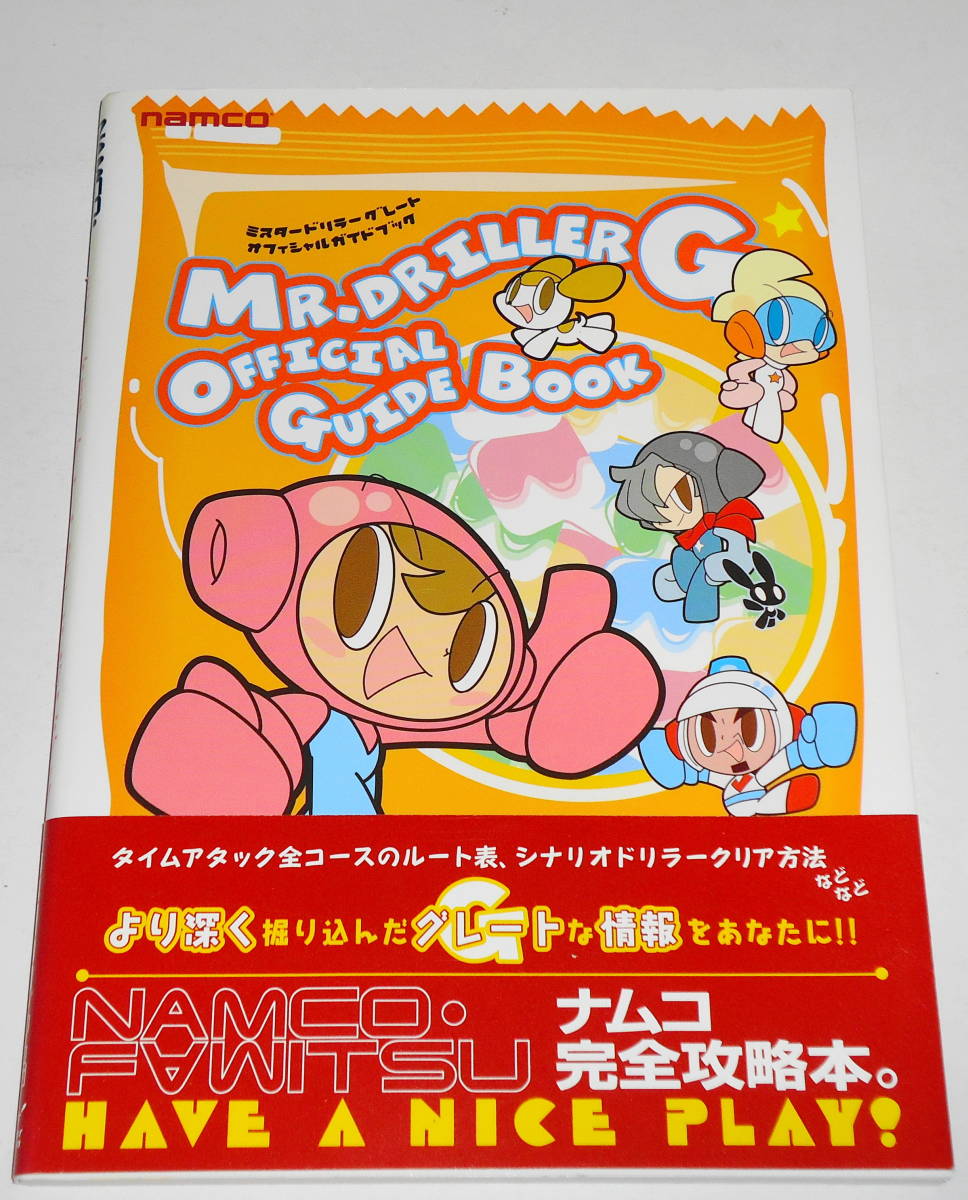 namco
NAMCO.
ミスタードリラーグレート
オフィシャルガイドブック
MR.DRILLER G
OFFICIAL
GUIDE BOOK
タイムアタック全コースのルート表、シナリオドリラークリア方法
などなど
より深く掘り込んだグレートな情報をあなたに!!
G
NAMCO・
FAMITSU
ナムコ
完全攻略本。
HAVE A NICE PLAY!